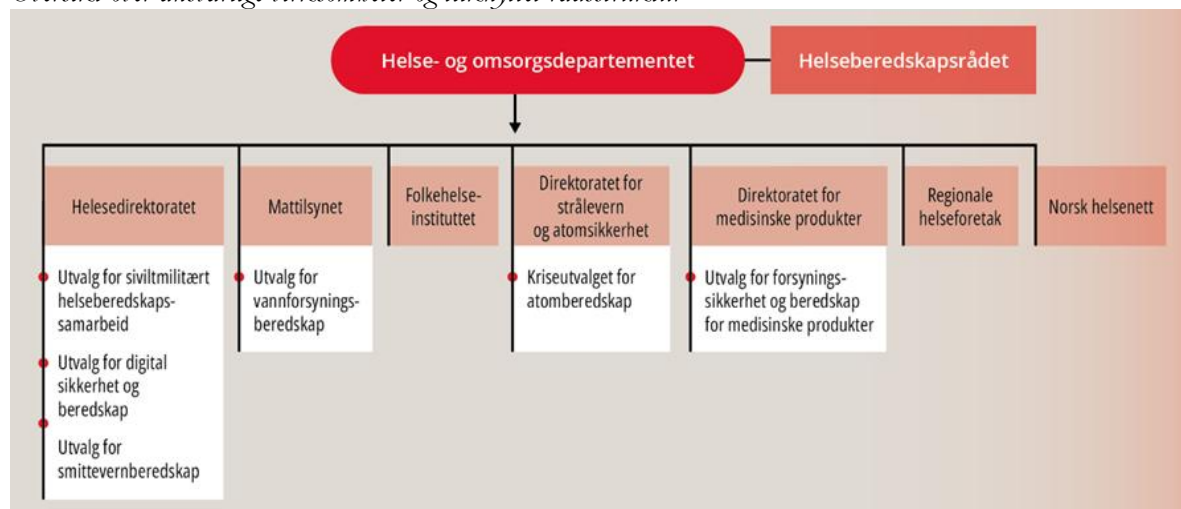 Helse- og omsorgsdepartementet
Helseberedskapsrådet
Helesedirektoratet
Mattilsynet
Folkehelse-
instituttet
Direktoratet for
strålevern
og atomsikkerhet
Direktoratet for
medisinske produkter
Regionale
helseforetak
Norsk helsenett
Utvalg for siviltmilitært
helseberedskaps-
samarbeid
Utvalg for digital
sikkerhet og
beredskap
Utvalg for
smittevernberedskap
Utvalg for
vannforsynings-
beredskap
Kriseutvalget for
atomberedskap
Utvalg for forsynings-
sikkerhet og beredskap
for medisinske produkter